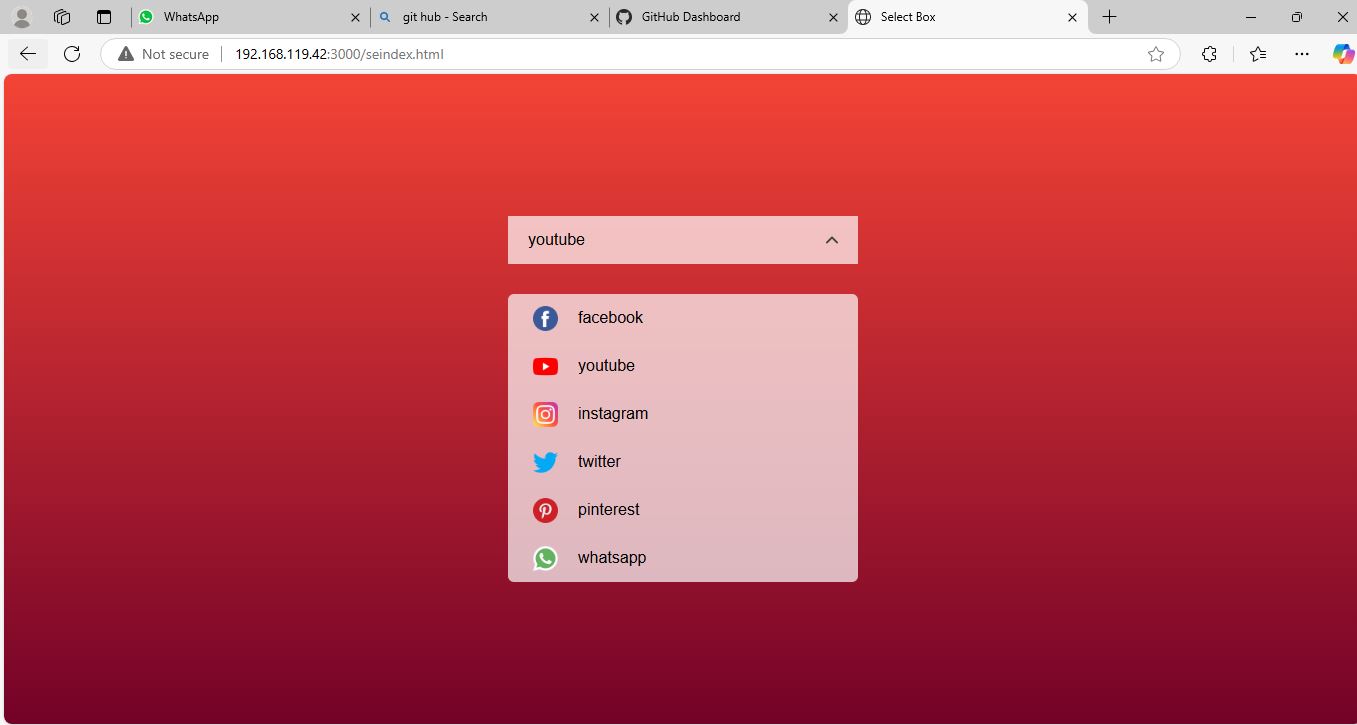 WhatsApp
git hub - Search
GitHub Dashboard
Select Box
Not secure
192.168.119.42:3000/seindex.html
youtube
facebook
youtube
instagram
twitter
pinterest
whatsapp